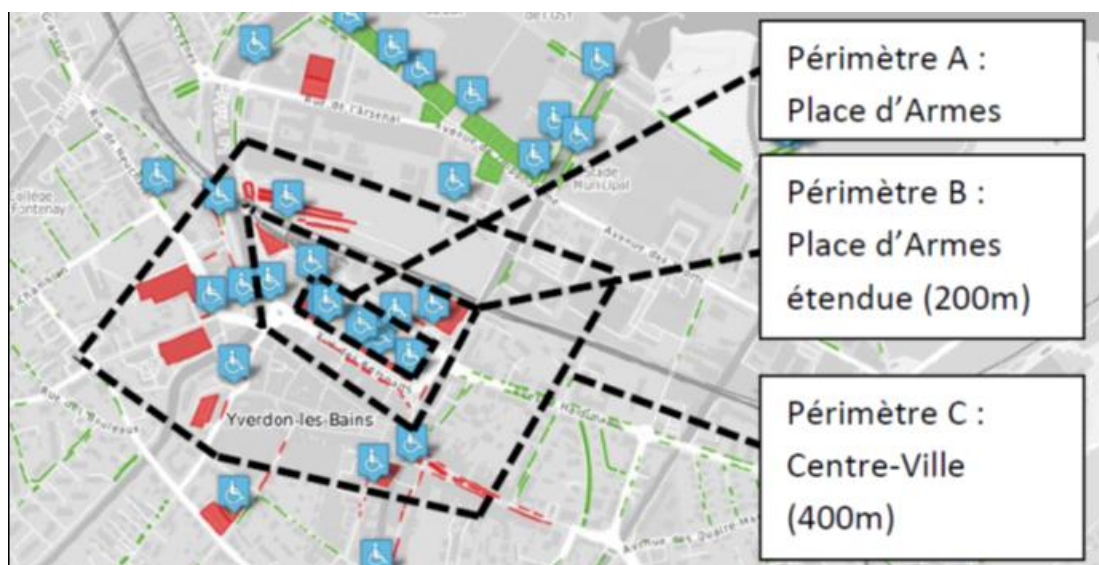 Périmètre A :
Place d'Armes
Périmètre B :
Place d'Armes
étendue (200m)
Périmètre C :
Centre-Ville
(400m)
Rue de l'Arsenal
Stade
Municipal
Collège
Fontenay
Avenue des
Yverdon-les-Bains